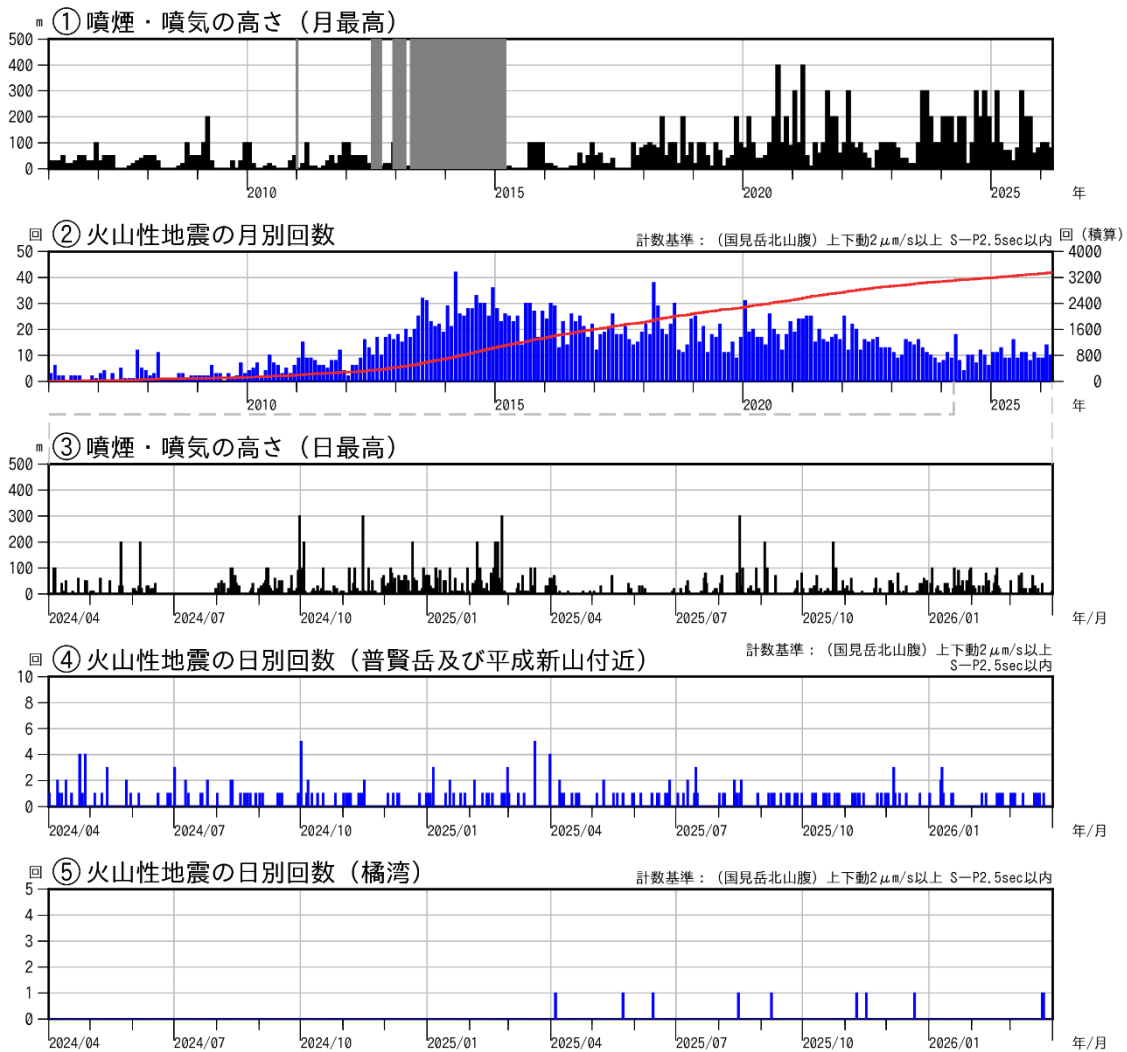 m ①噴煙・噴気の高さ（月最高）
500
400
300
200
100
0
2010 2015 2020 2025 年
回 ②火山性地震の月別回数 計数基準：（国見岳北山腹）上下動2μm/s以上 S－P2.5sec以内 回（積算）
50 4000
40 3200
30 2400
20 1600
10 800
0 0
2010 2015 2020 2025 年
m ③噴煙・噴気の高さ（日最高）
500
400
300
200
100
0
2024/04 2024/07 2024/10 2025/01 2025/04 2025/07 2025/10 2026/01 年/月
回 ④火山性地震の日別回数（普賢岳及び平成新山付近） 計数基準：（国見岳北山腹）上下動2μm/s以上
S－P2.5sec以内
10
8
6
4
2
0
2024/04 2024/07 2024/10 2025/01 2025/04 2025/07 2025/10 2026/01 年/月
回 ⑤火山性地震の日別回数（橘湾） 計数基準：（国見岳北山腹）上下動2μm/s以上 S－P2.5sec以内
5
4
3
2
1
0
2024/04 2024/07 2024/10 2025/01 2025/04 2025/07 2025/10 2026/01 年/月